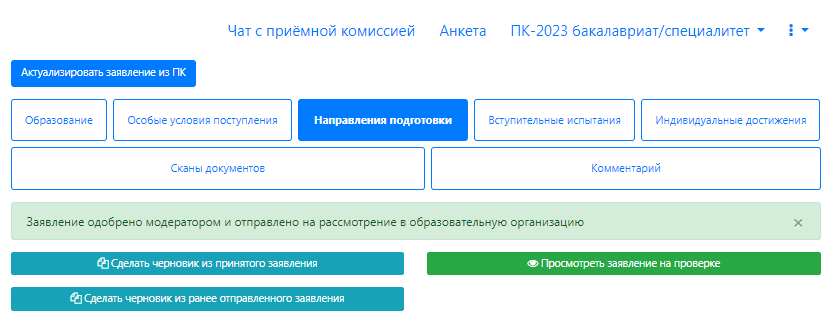 Чат с приёмной комиссией Анкета ПК-2023 бакалавриат/специалитет
Актуализировать заявление из ПК
Образование Особые условия поступления Направления подготовки Вступительные испытания Индивидуальные достижения
Сканы документов Комментарий
Заявление одобрено модератором и отправлено на рассмотрение в образовательную организацию ×
Сделать черновик из принятого заявления Просмотреть заявление на проверке
Сделать черновик из ранее отправленного заявления